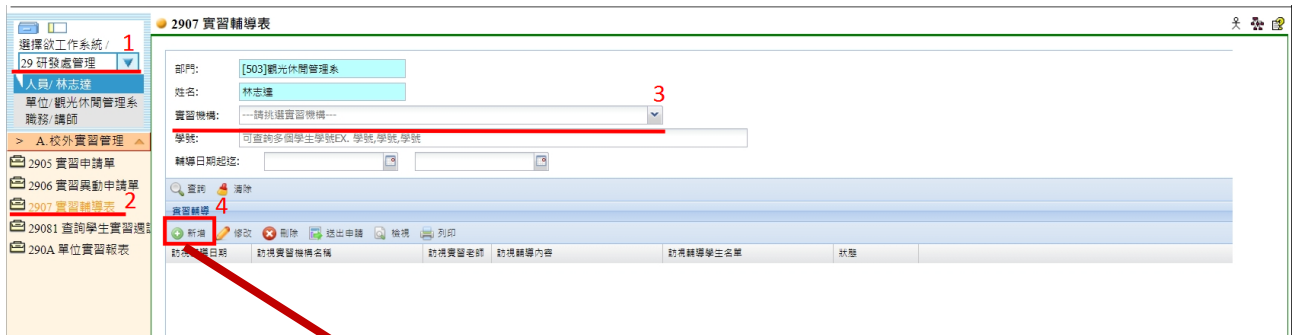 選擇欲工作系統/ 1
29 研發處管理
人員/ 林志達
單位/觀光休閒管理系
職務/講師
> A.校外實習管理
2905 實習申請單
2906 實習異動申請單
2907 實習輔導表 2
29081 查詢學生實習週
290A 單位實習報表
2907 實習輔導表
部門: [503]觀光休閒管理系
姓名: 林志達
3
實習機構: ---請挑選實習機構---
學號: 可查詢多個學生學號EX. 學號,學號,學號
輔導日期起迄:
查詢 清除
實習輔導 4
新增 修改 刪除 送出申請 檢視 列印
訪視輔導日期 訪視實習機構名稱 訪視實習老師 訪視輔導內容 訪視輔導學生名單 狀態